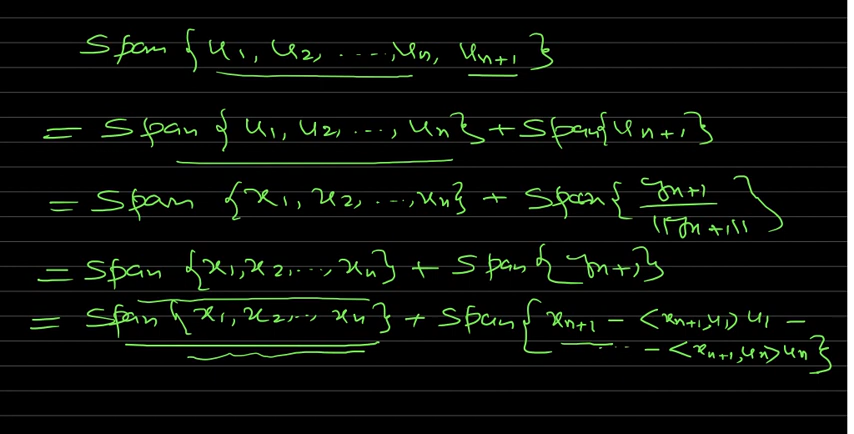 Span {u₁, u₂, ...., uₙ, uₙ₊₁}
= Span {u₁, u₂, ..., uₙ} + Span{uₙ₊₁}
= Span {x₁, x₂, ..., xₙ} + Span{yₙ₊₁/||yₙ₊₁||}
= Span {x₁, x₂, ..., xₙ} + Span{yₙ₊₁}
= Span {x₁, x₂, .., xₙ} + Span{xₙ₊₁ - <xₙ₊₁, u₁> u₁ -
... - <xₙ₊₁, uₙ> uₙ}